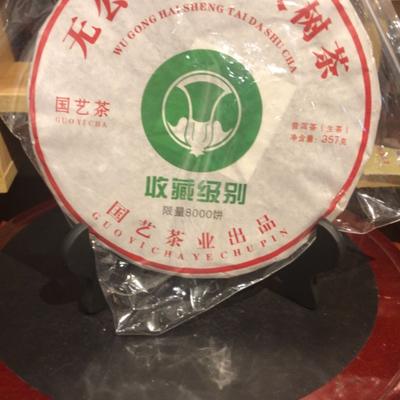 无公 树茶
WU GONG HAI SHENG TAI DA SHU CHA
国艺茶
GUO YI CHA
普洱茶（生茶）
净含量：357克
收藏级别
限量8000饼
国艺茶业出品
GUO YI CHA YE CHU PIN